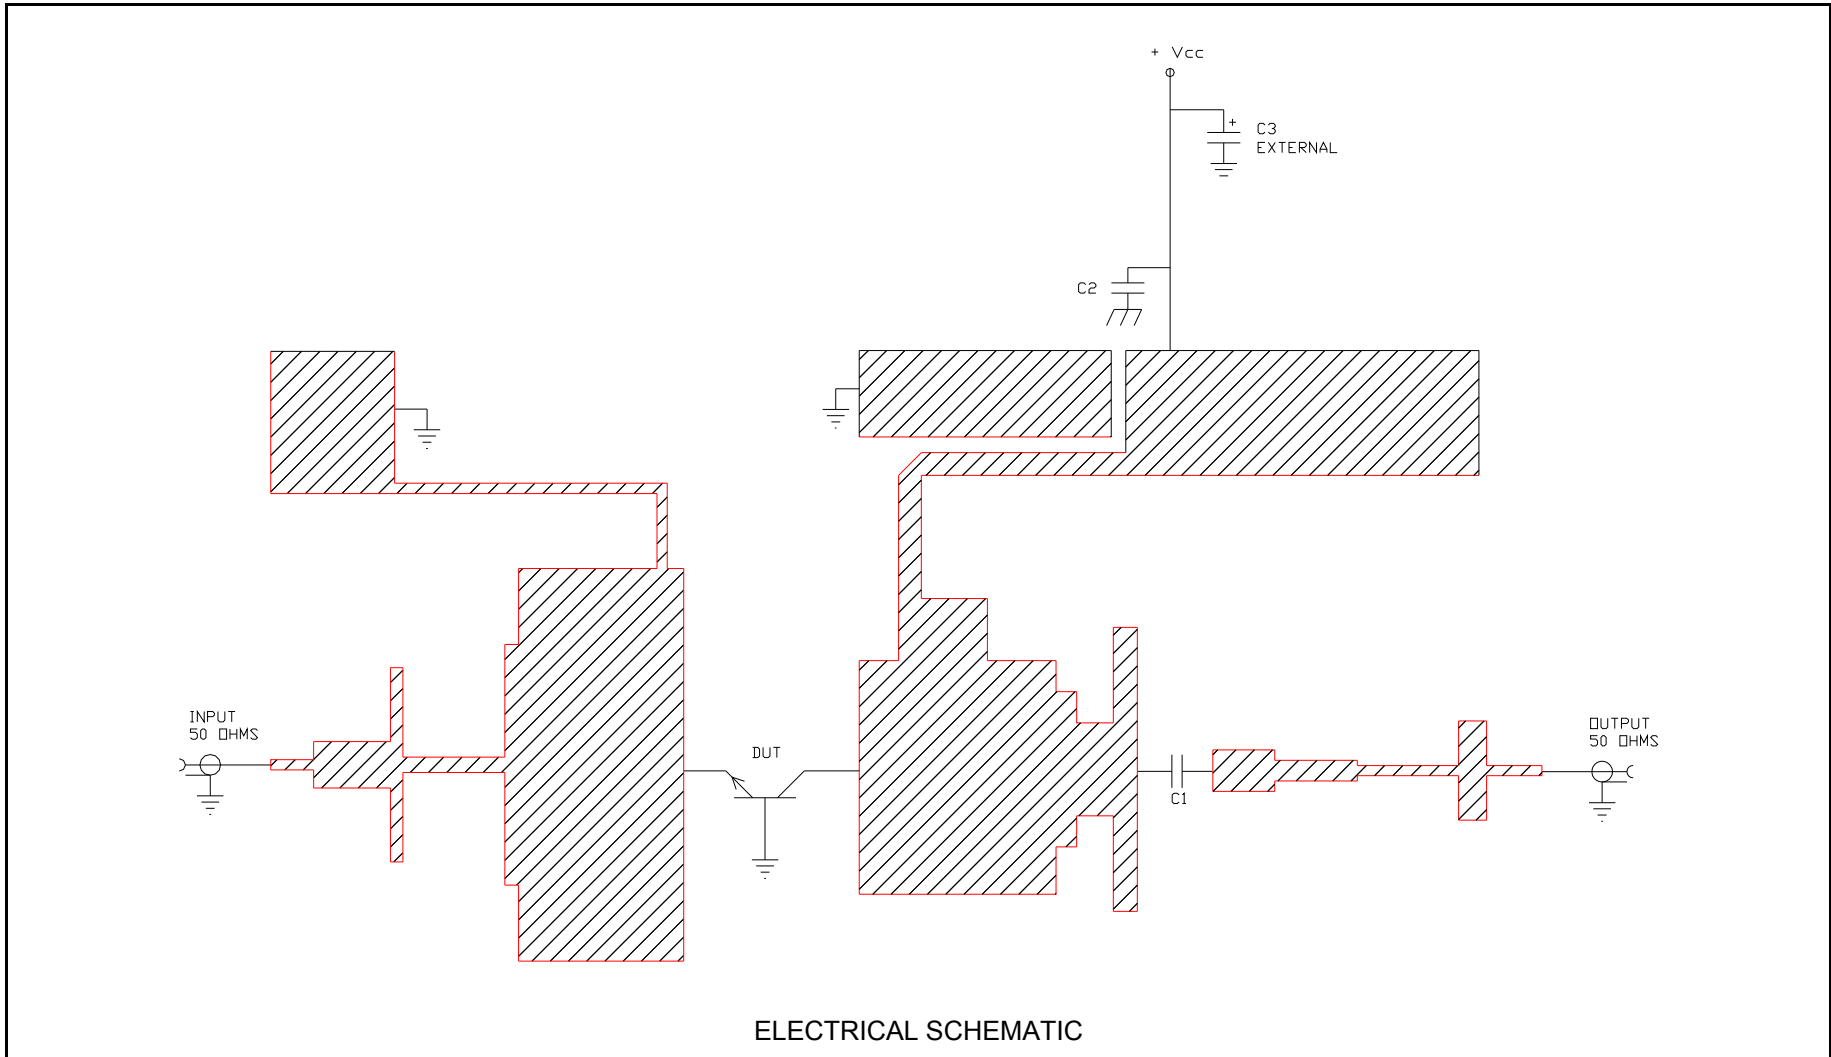 + Vcc
+ C3
EXTERNAL
C2
INPUT
50 OHMS
DUT
C1
OUTPUT
50 OHMS
ELECTRICAL SCHEMATIC